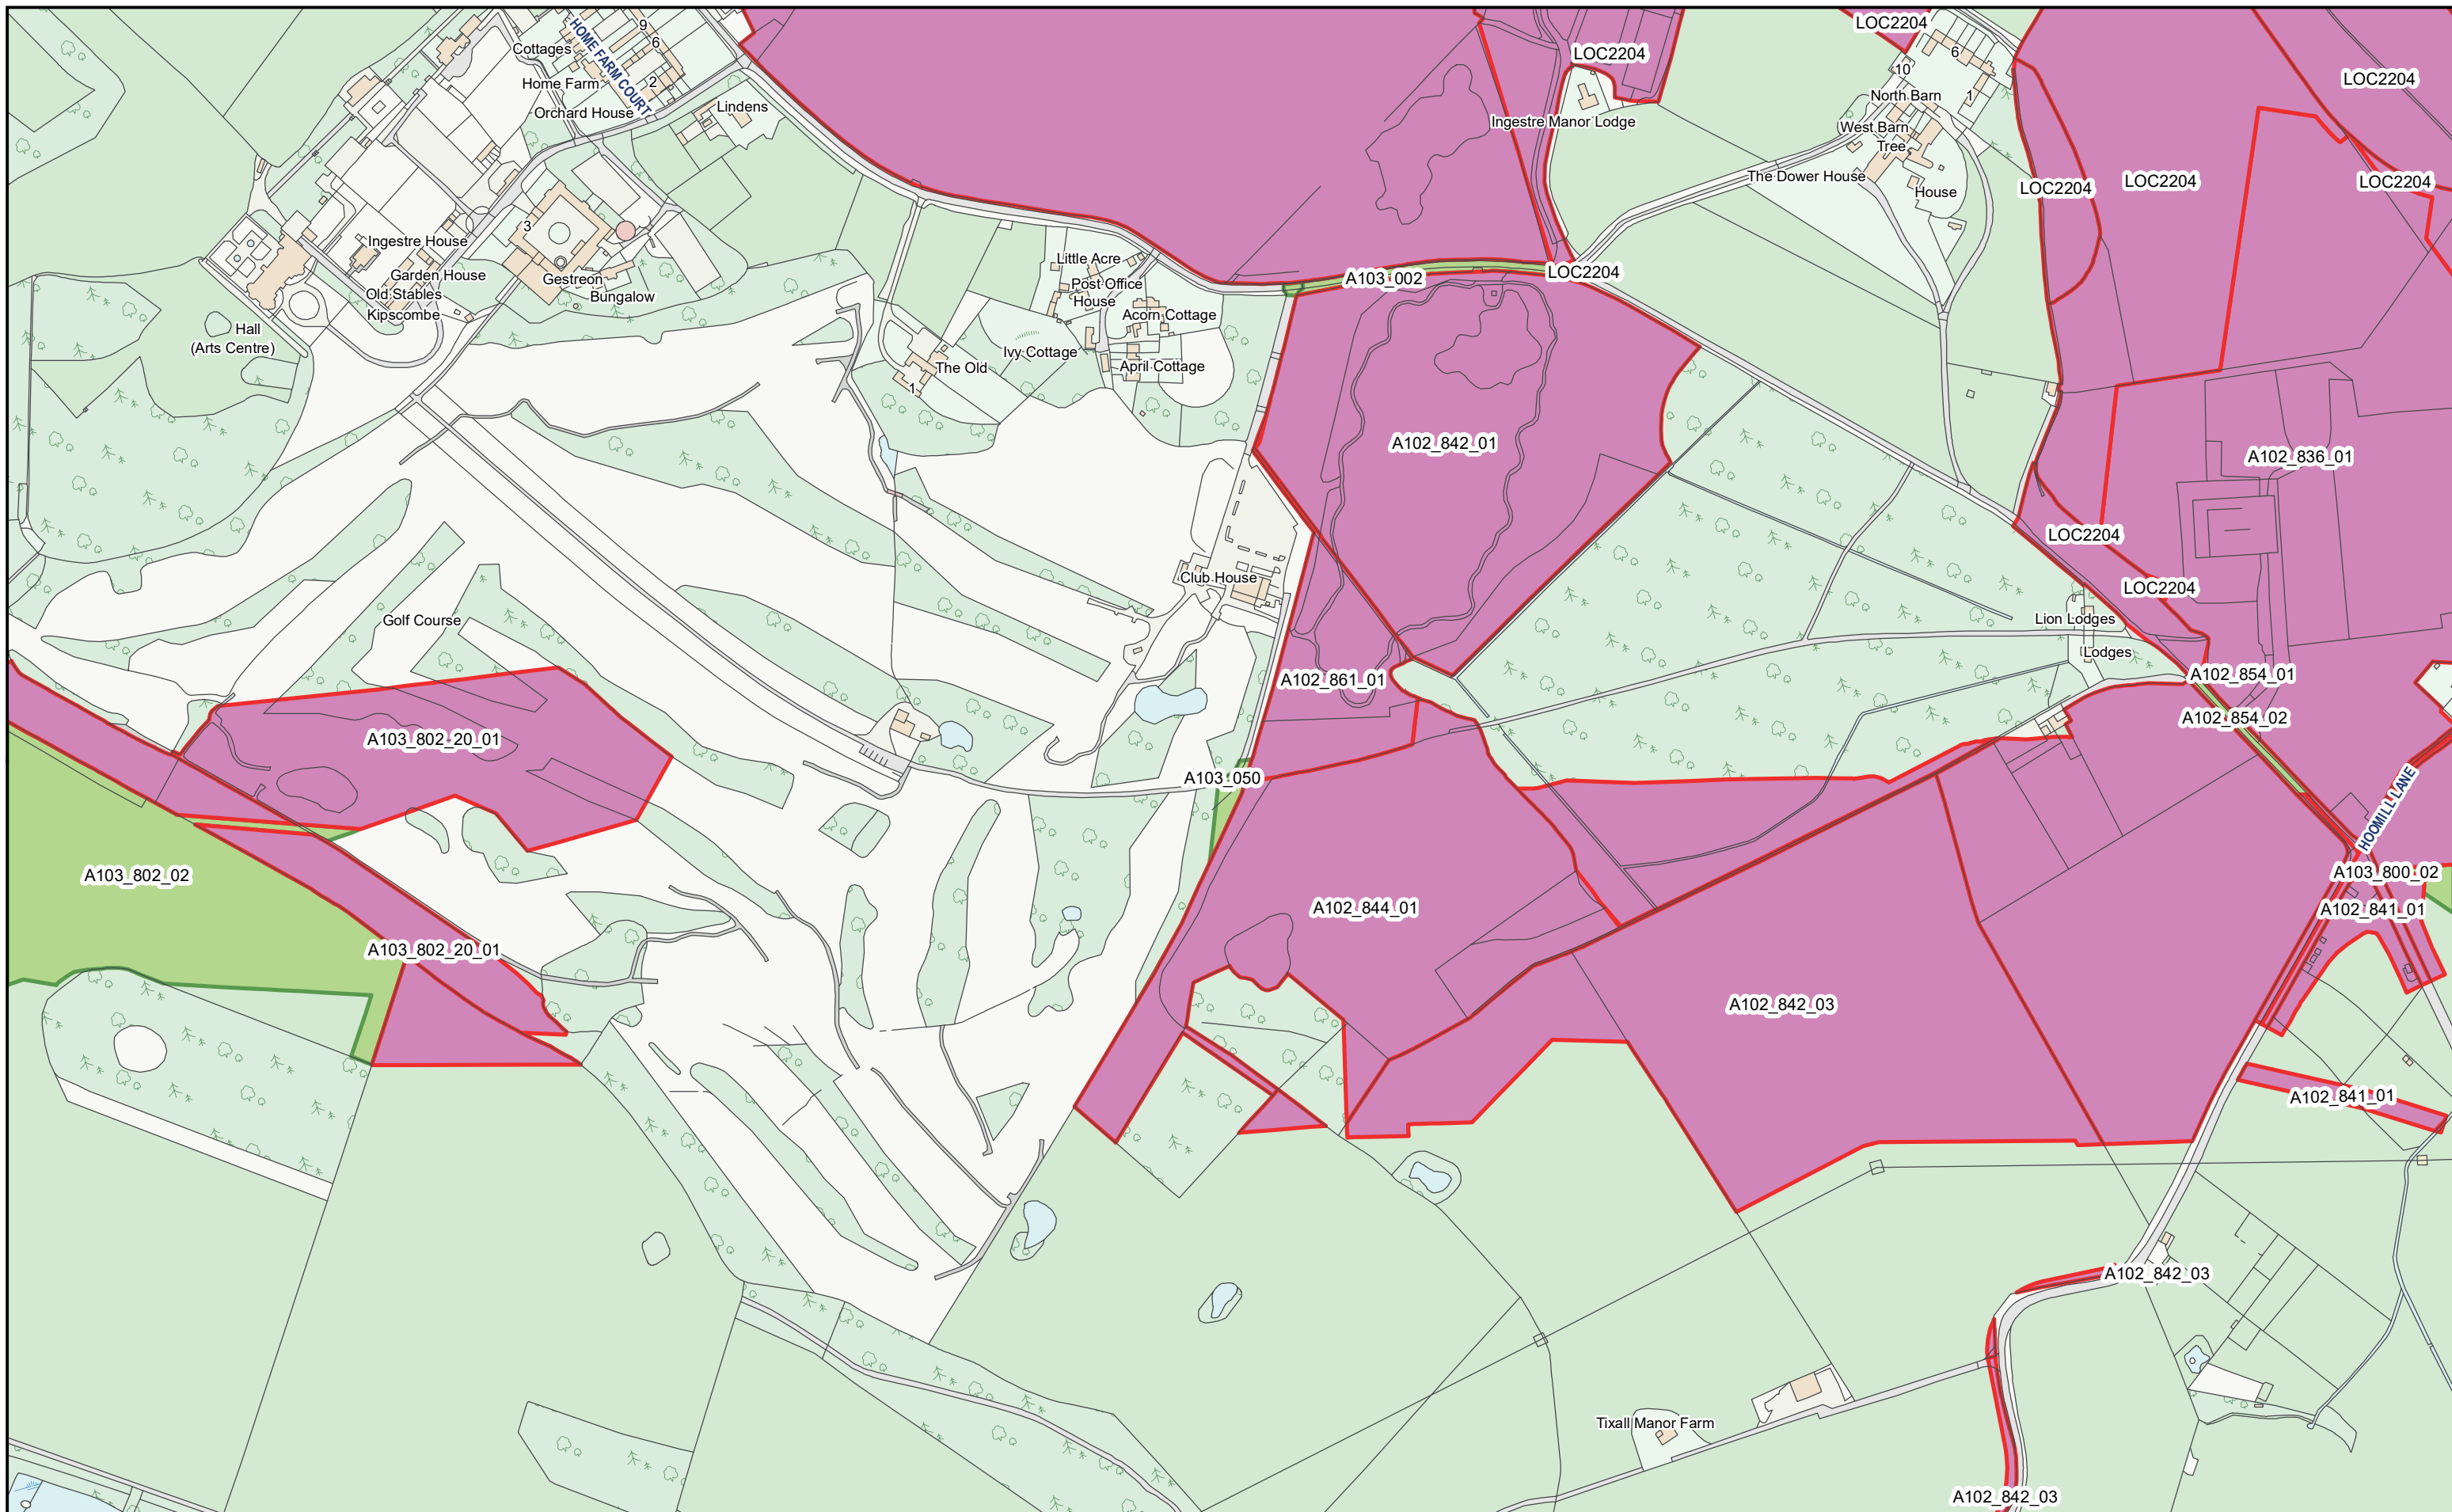 LOC2204
9
6
Cottages
HOME FARM COURT
Home Farm
2
Orchard House
Lindens
LOC2204
Ingestre Manor Lodge
6
10
North Barn
1
West Barn
Tree
The Dower House
House
LOC2204
LOC2204
LOC2204
LOC2204
3
Ingestre House
Garden House
Old Stables
Kipscombe
Gestreon
Bungalow
Hall
(Arts Centre)
Little Acre
Post Office
House
Acorn Cottage
Ivy Cottage
April Cottage
The Old
1
A103_002
LOC2204
A102_842_01
A102_836_01
LOC2204
LOC2204
Club House
Golf Course
Lion Lodges
Lodges
A102_861_01
A102_854_01
A102_854_02
A103_802_20_01
A103_050
HOOMILL LANE
A103_802_02
A103_800_02
A102_841_01
A102_844_01
A103_802_20_01
A102_842_03
A102_841_01
A102_842_03
Tixall Manor Farm
A102_842_03